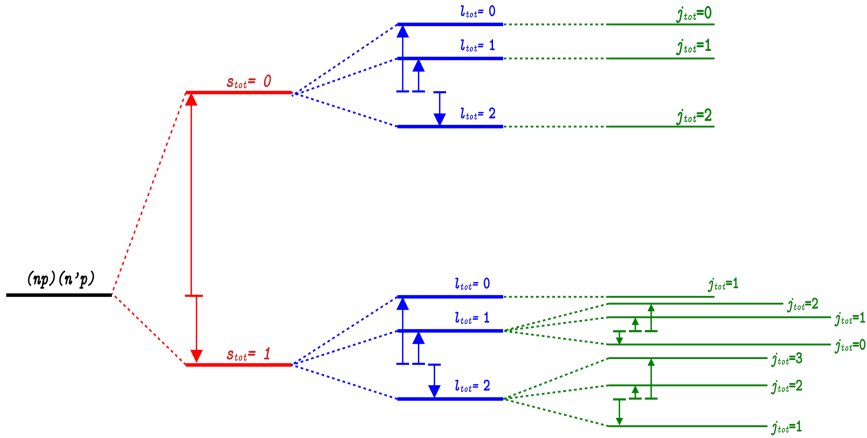 l_tot= 0 j_tot=0
l_tot= 1 j_tot=1
s_tot= 0
l_tot= 2 j_tot=2
(np)(n'p)
l_tot= 0 j_tot=1
j_tot=2
l_tot= 1 j_tot=1
j_tot=0
s_tot= 1 j_tot=3
l_tot= 2 j_tot=2
j_tot=1